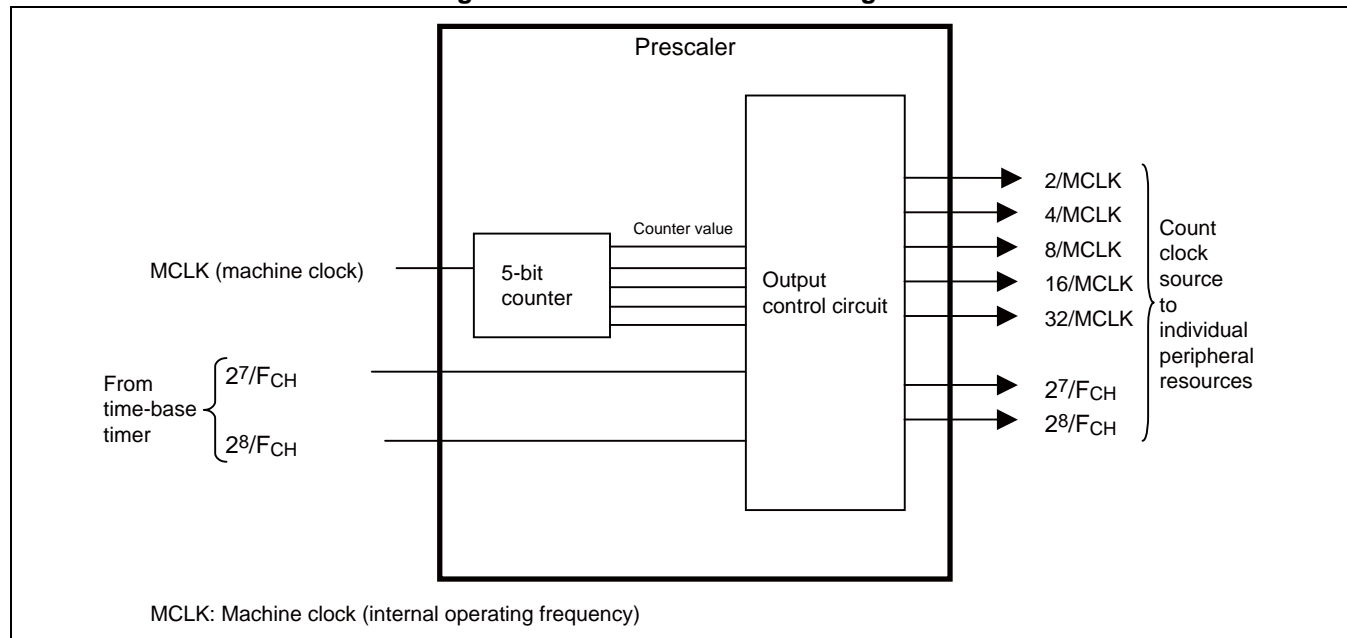 Prescaler
Counter value
MCLK (machine clock)
5-bit
counter
Output
control circuit
2/MCLK
4/MCLK
8/MCLK
16/MCLK
32/MCLK
2⁷/FCH
2⁸/FCH
Count
clock
source
to
individual
peripheral
resources
From
time-base
timer
2⁷/FCH
2⁸/FCH
MCLK: Machine clock (internal operating frequency)